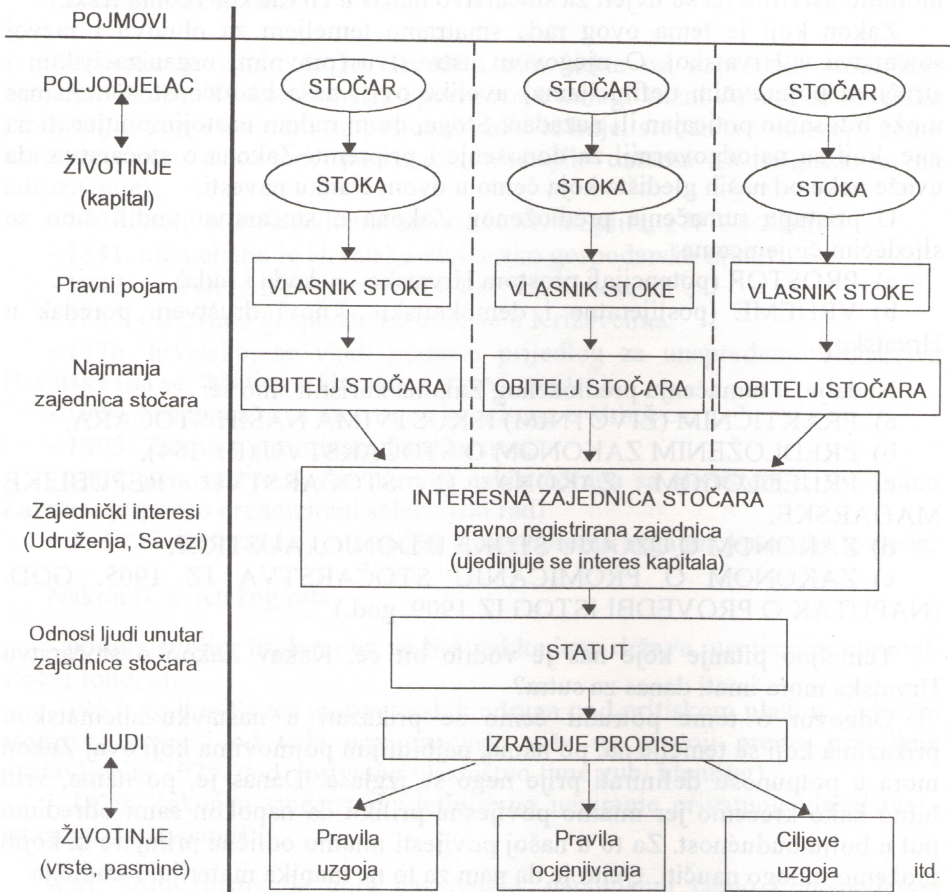 POJMOVI
POLJODJELAC
STOČAR
STOČAR
STOČAR
ŽIVOTINJE
(kapital)
STOKA
STOKA
STOKA
Pravni pojam
VLASNIK STOKE
VLASNIK STOKE
VLASNIK STOKE
Najmanja
zajednica stočara
OBITELJ STOČARA
OBITELJ STOČARA
OBITELJ STOČARA
Zajednički interesi
(Udruženja, Savezi)
INTERESNA ZAJEDNICA STOČARA
pravno registrirana zajednica
(ujedinjuje se interes kapitala)
Odnosi ljudi unutar
zajednice stočara
STATUT
LJUDI
IZRAĐUJE PROPISE
ŽIVOTINJE
(vrste, pasmine)
Pravila
uzgoja
Pravila
ocjenjivanja
Ciljeve
uzgoja
itd.